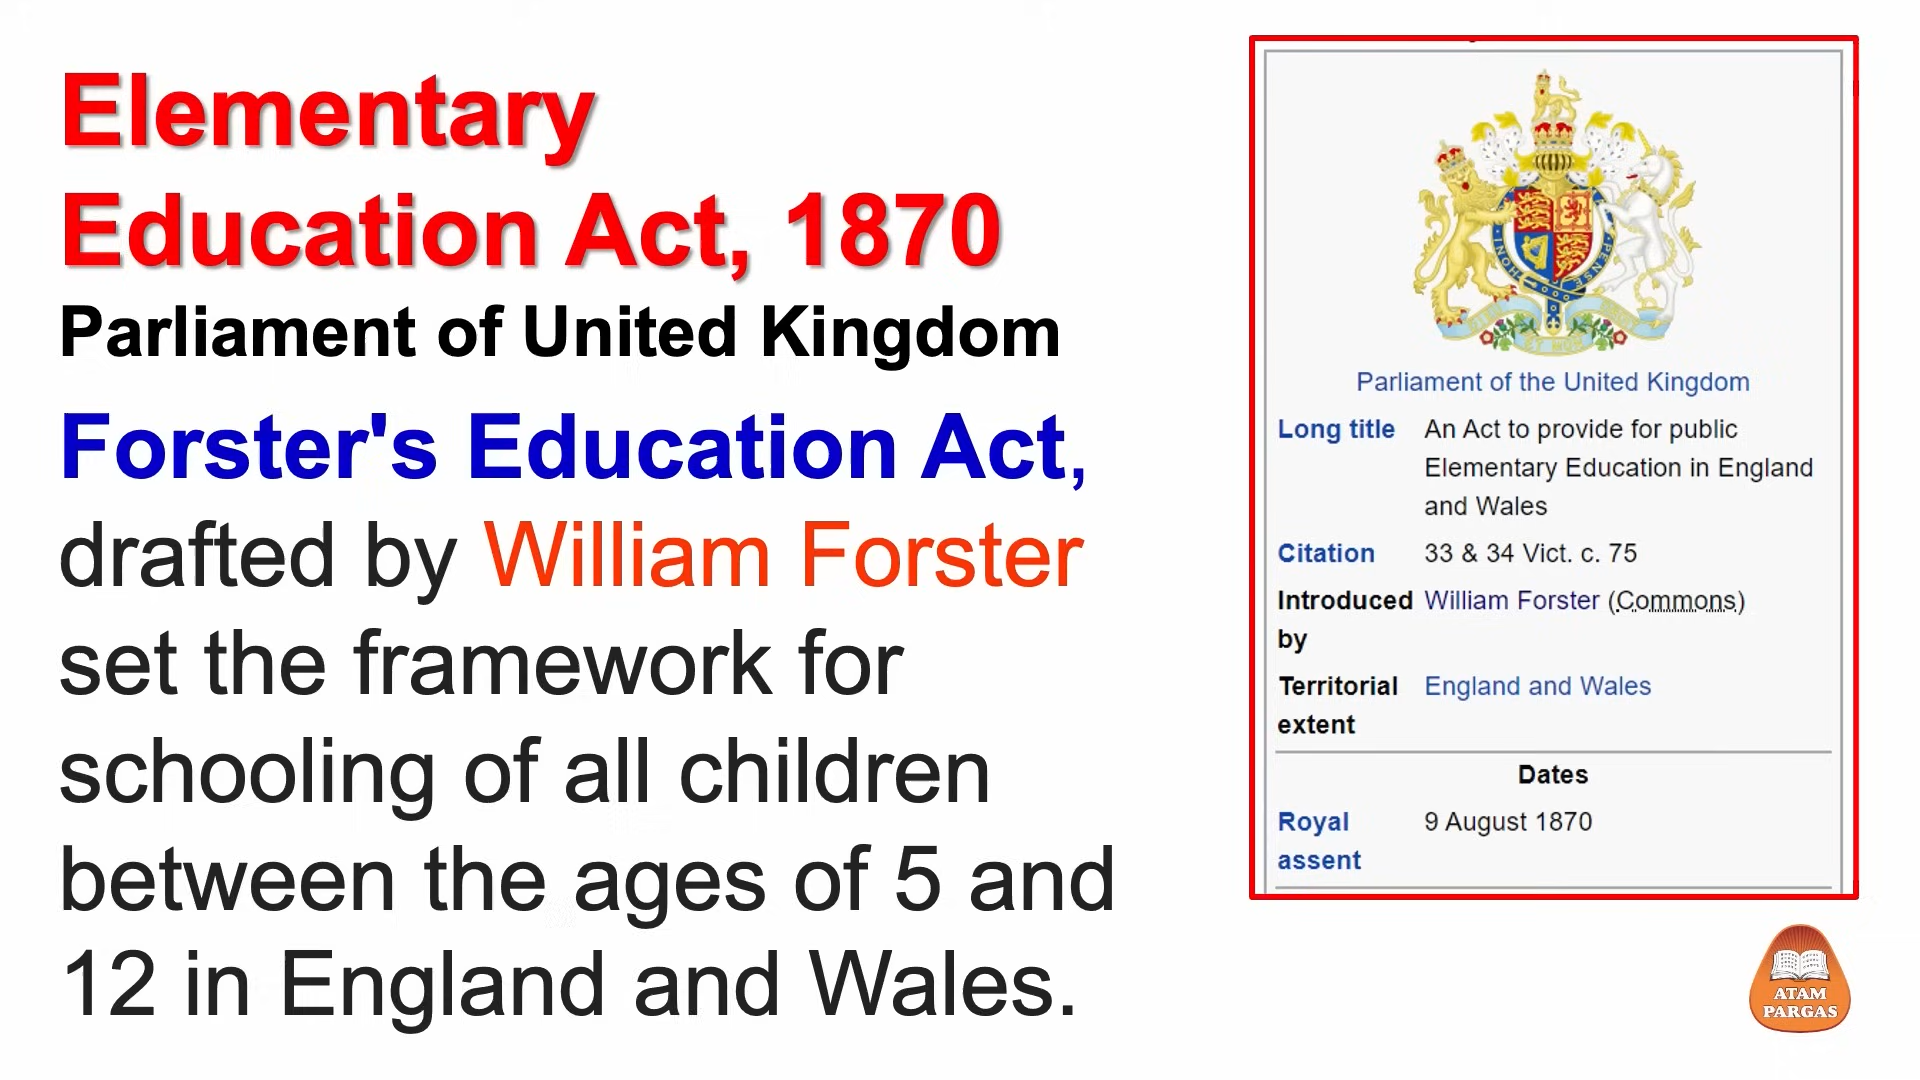 Elementary
Education Act, 1870
Parliament of United Kingdom
Forster's Education Act,
drafted by William Forster
set the framework for
schooling of all children
between the ages of 5 and
12 in England and Wales.
Parliament of the United Kingdom
Long title An Act to provide for public
Elementary Education in England
and Wales
Citation 33 & 34 Vict. c. 75
Introduced William Forster (Commons)
by
Territorial England and Wales
extent
Dates
Royal 9 August 1870
assent
ATAM
PARGAS